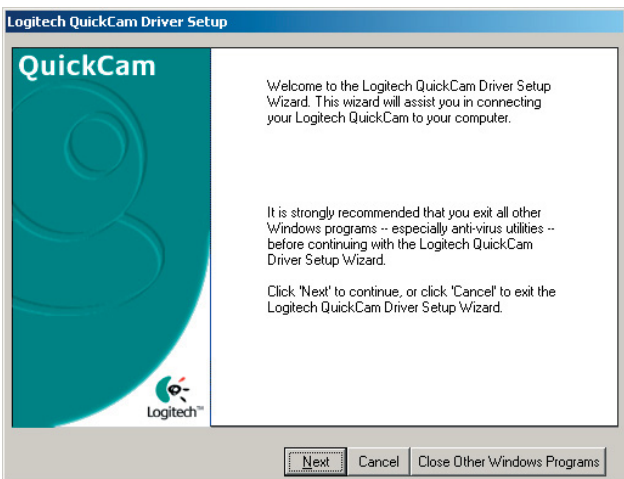 Logitech QuickCam Driver Setup
QuickCam
Welcome to the Logitech QuickCam Driver Setup
Wizard. This wizard will assist you in connecting
your Logitech QuickCam to your computer.
It is strongly recommended that you exit all other
Windows programs -- especially anti-virus utilities --
before continuing with the Logitech QuickCam
Driver Setup Wizard.
Click 'Next' to continue, or click 'Cancel' to exit the
Logitech QuickCam Driver Setup Wizard.
Logitech™
Next Cancel Close Other Windows Programs